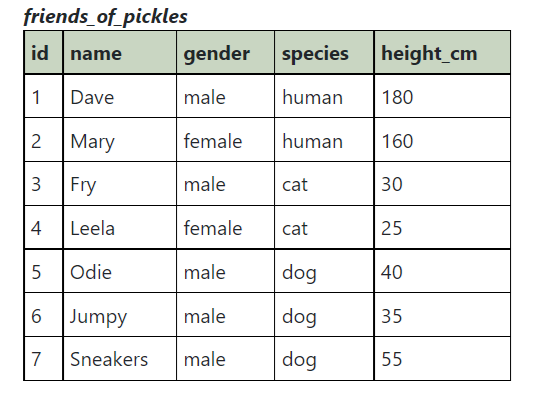 friends_of_pickles
id name gender species height_cm
1 Dave male human 180
2 Mary female human 160
3 Fry male cat 30
4 Leela female cat 25
5 Odie male dog 40
6 Jumpy male dog 35
7 Sneakers male dog 55